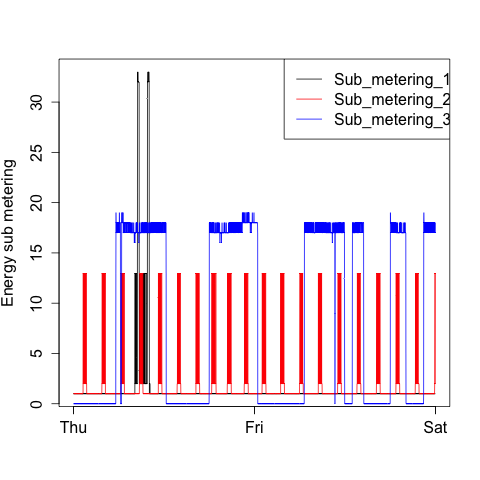 Sub_metering_1
Sub_metering_2
Sub_metering_3
Energy sub metering
30
25
20
15
10
5
0
Thu Fri Sat